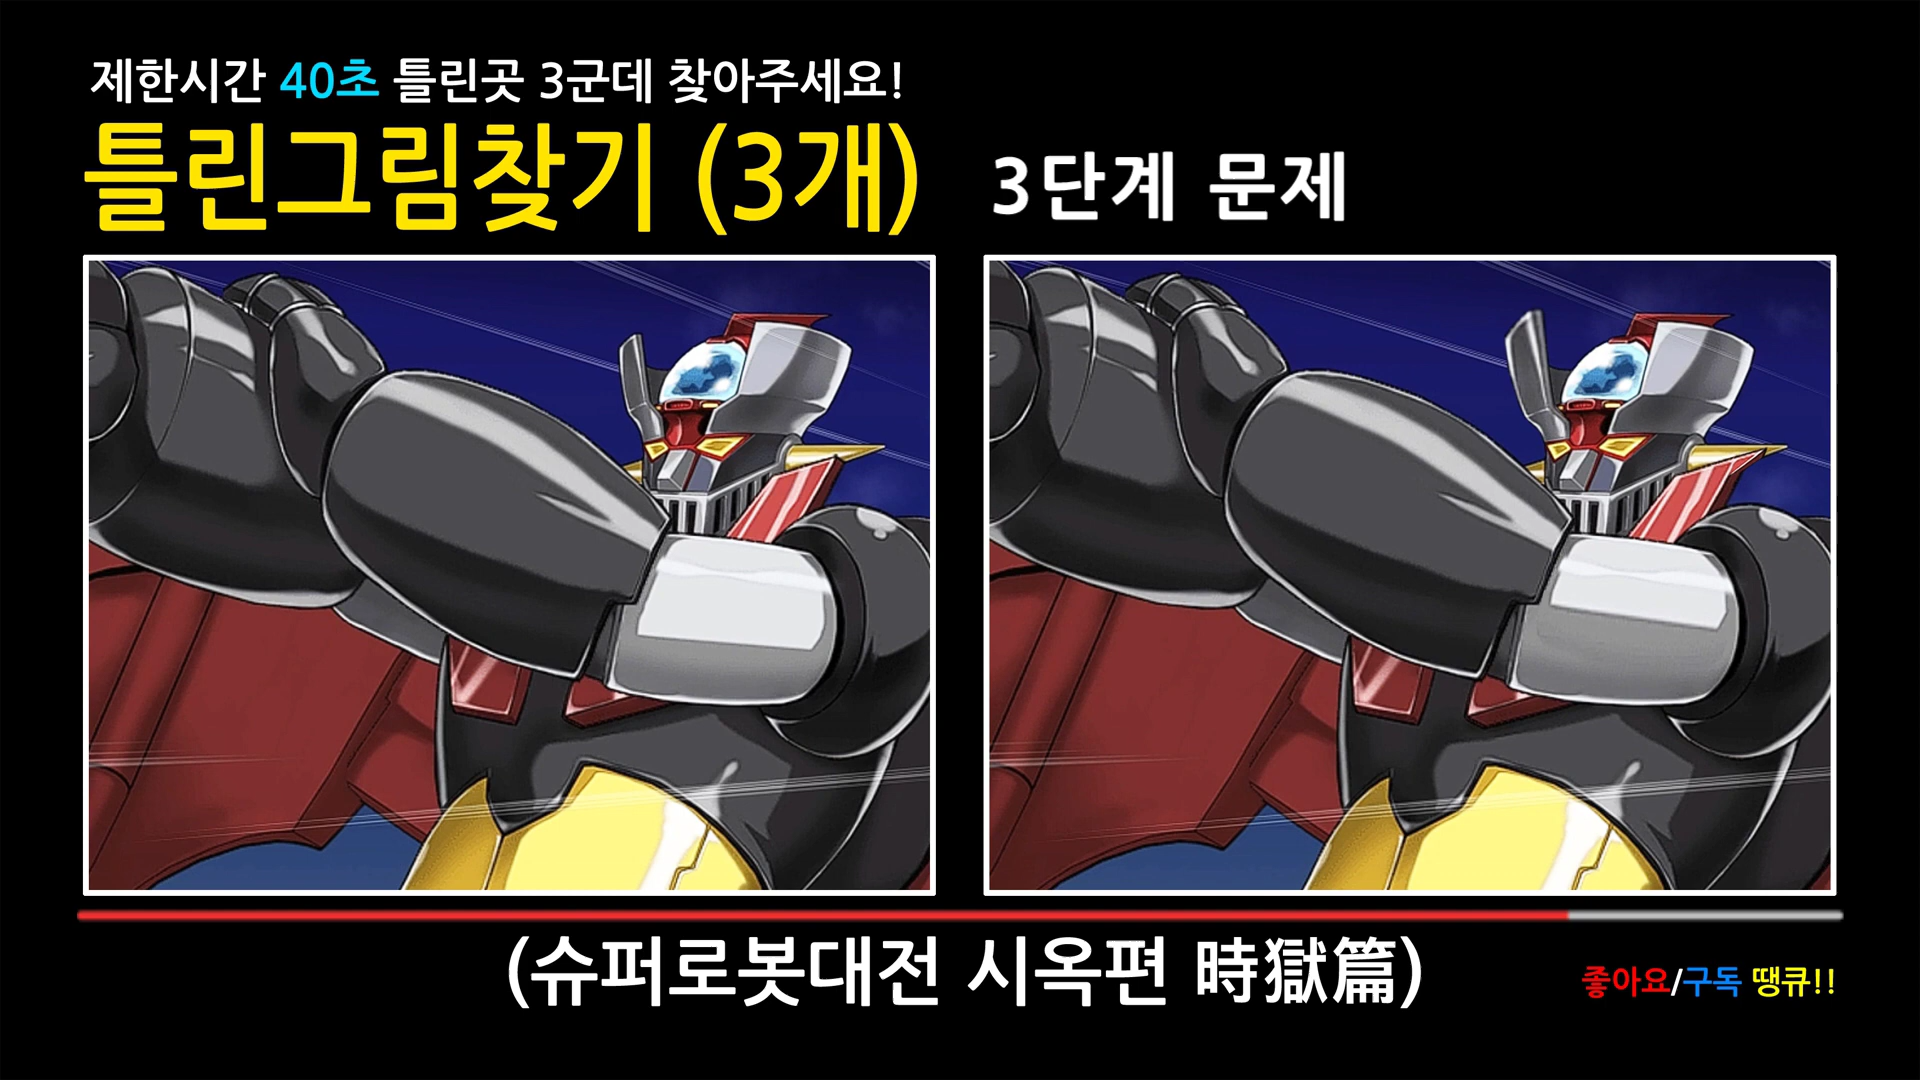 제한시간 40초 틀린곳 3군데 찾아주세요!
틀린그림찾기 (3개)
3단계 문제
(슈퍼로봇대전 시옥편 時獄篇)
좋아요/구독 땡큐!!